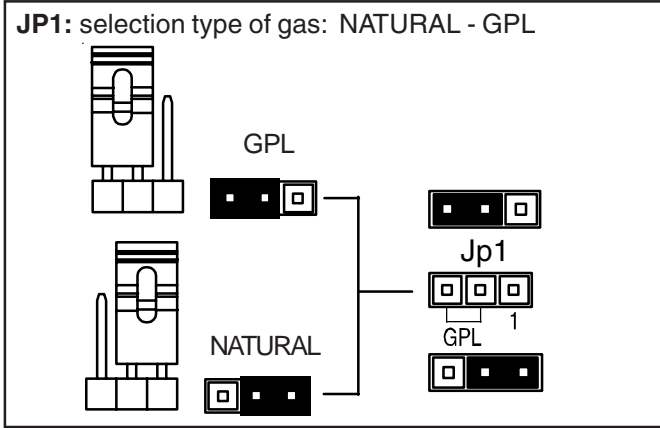 JP1: selection type of gas: NATURAL - GPL
GPL
Jp1
GPL 1
NATURAL